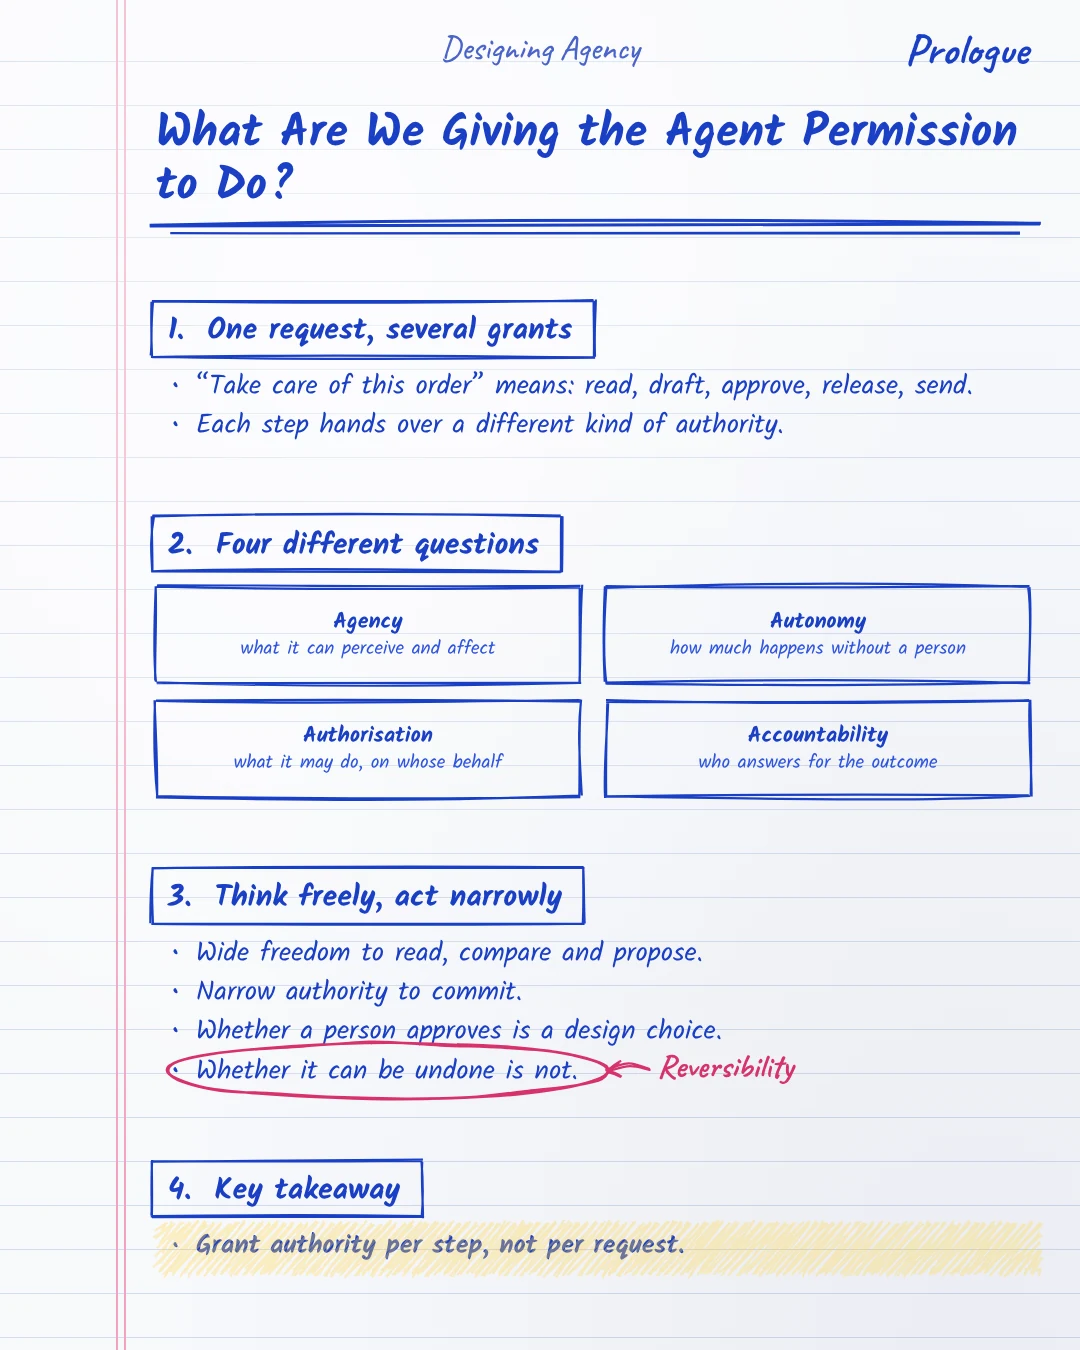 Designing Agency
Prologue
What Are We Giving the Agent Permission
to Do?
1. One request, several grants
· “Take care of this order” means: read, draft, approve, release, send.
· Each step hands over a different kind of authority.
2. Four different questions
Agency
what it can perceive and affect
Autonomy
how much happens without a person
Authorisation
what it may do, on whose behalf
Accountability
who answers for the outcome
3. Think freely, act narrowly
· Wide freedom to read, compare and propose.
· Narrow authority to commit.
· Whether a person approves is a design choice.
· Whether it can be undone is not.
Reversibility
4. Key takeaway
· Grant authority per step, not per request.